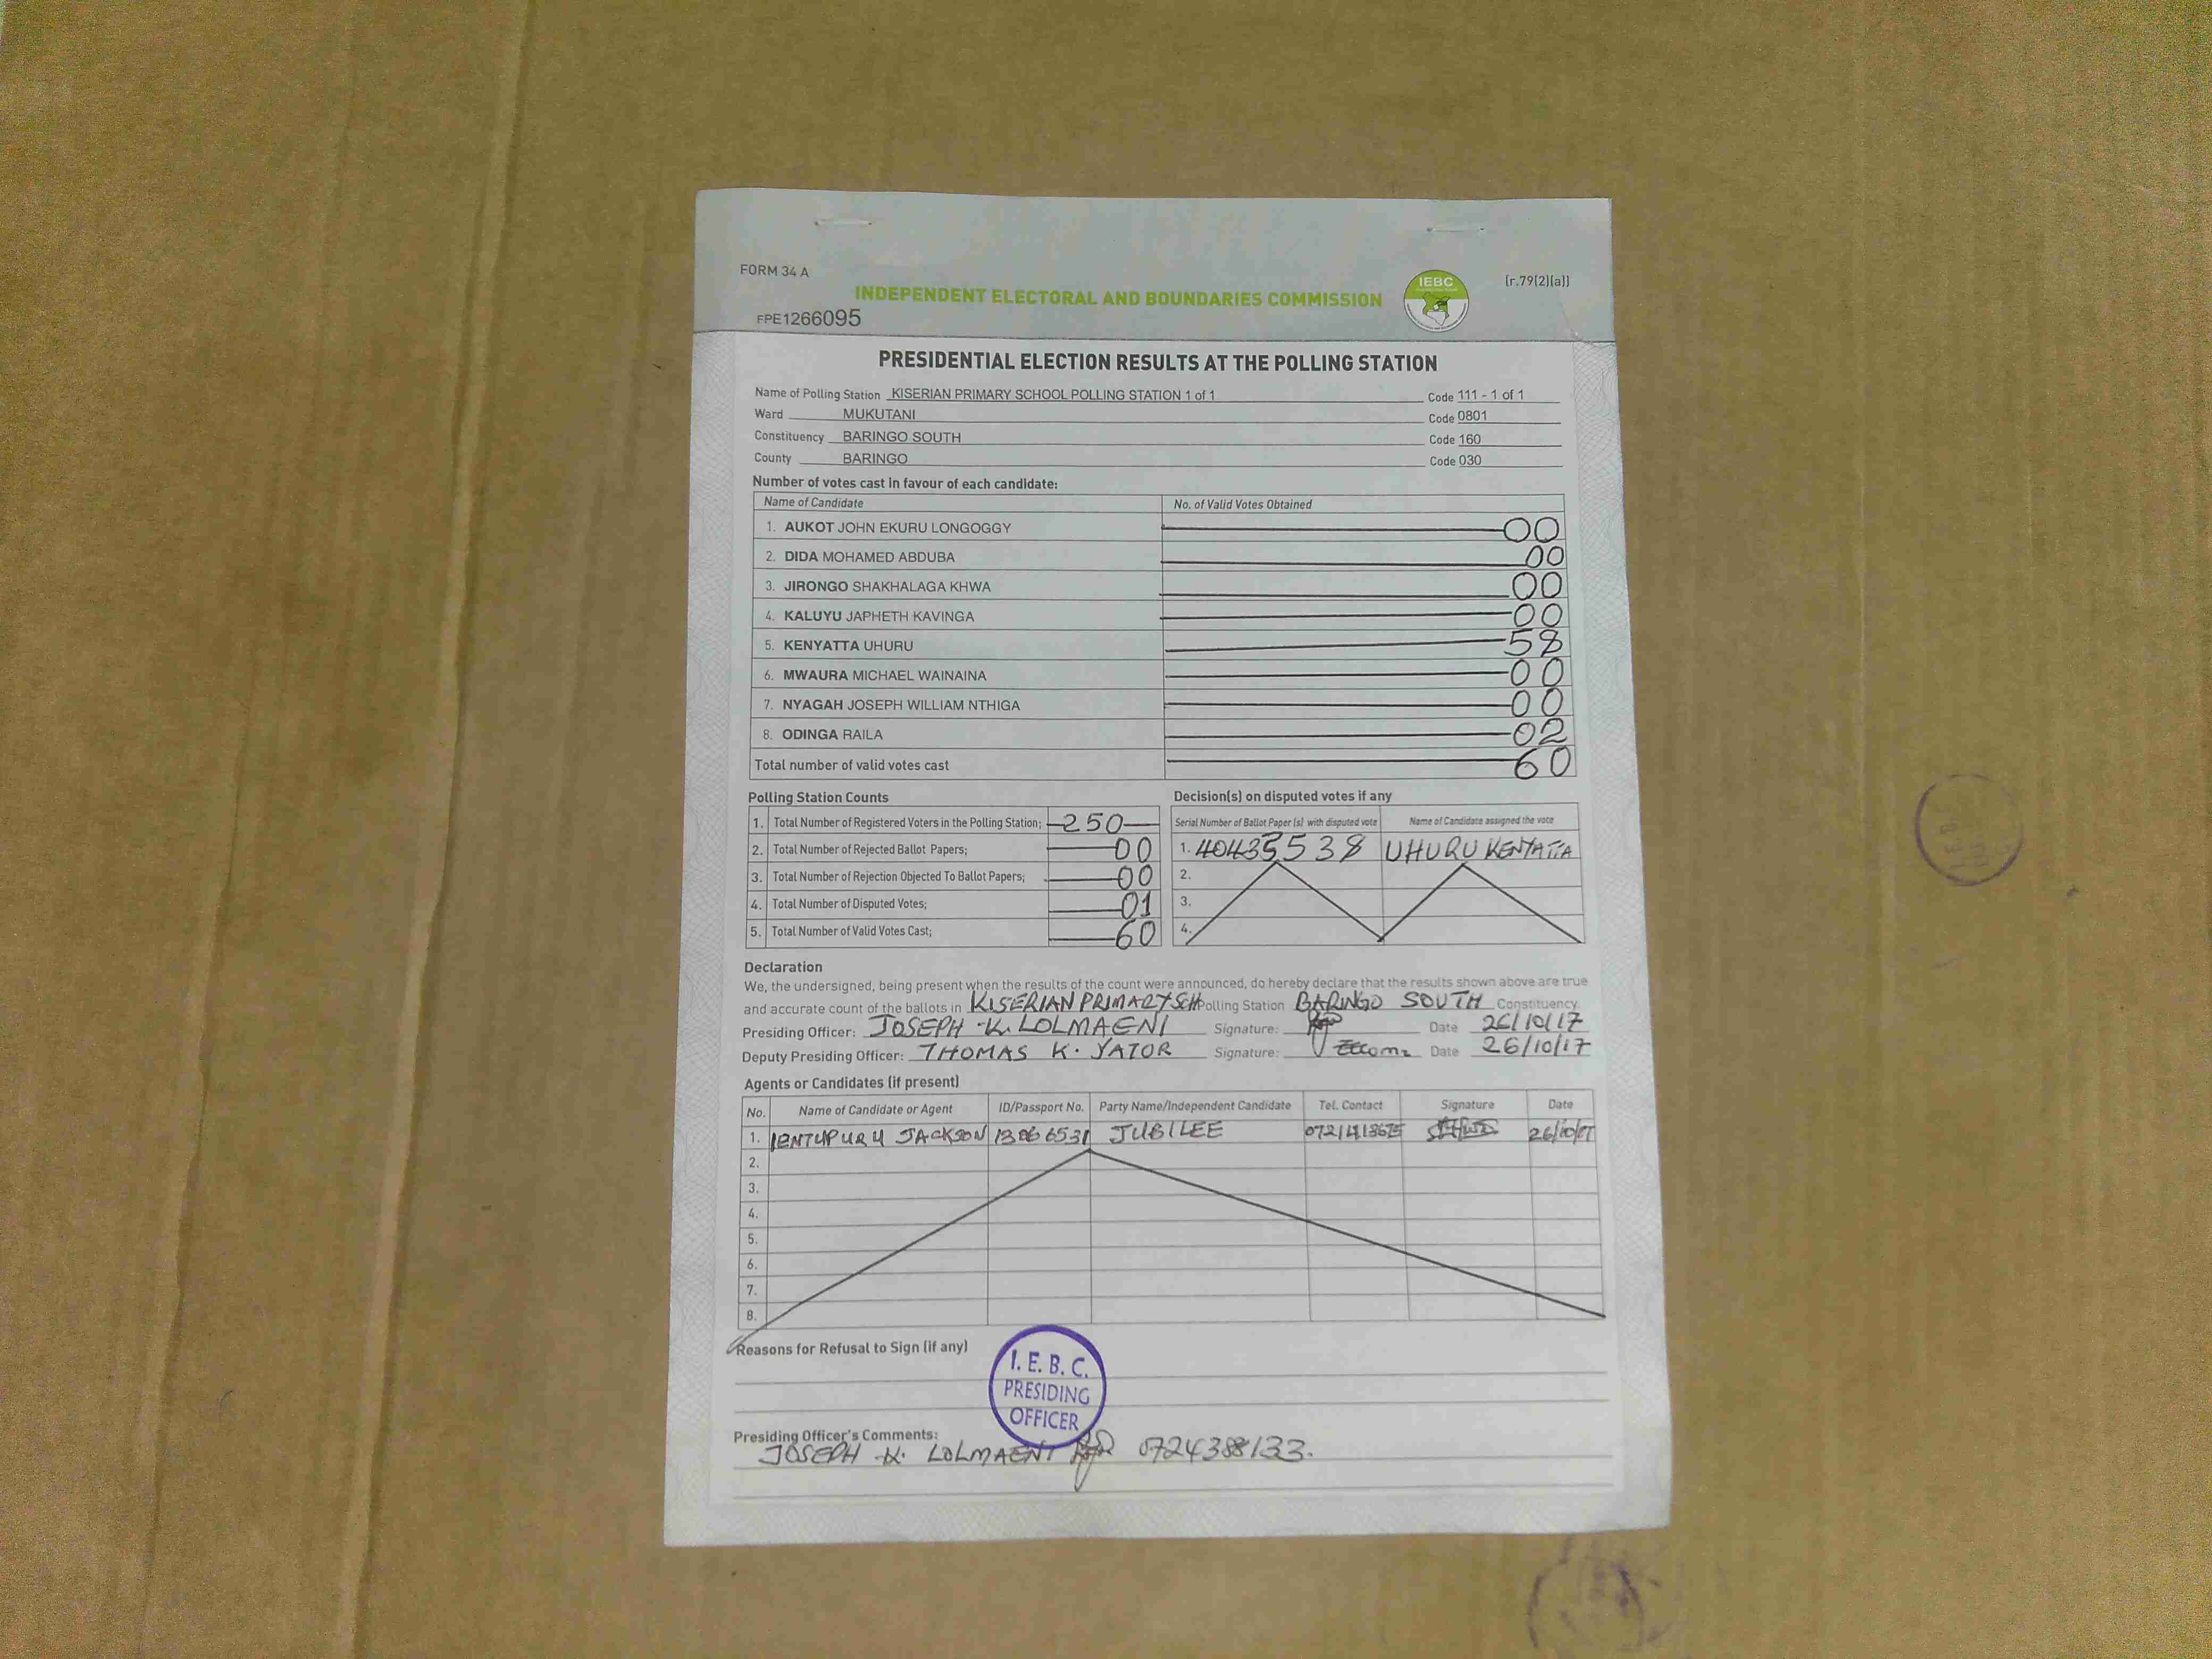 FORM 34 A
IEBC
(r.79(2)(a))
INDEPENDENT ELECTORAL AND BOUNDARIES COMMISSION
FPE1266095
PRESIDENTIAL ELECTION RESULTS AT THE POLLING STATION
Name of Polling Station KISERIAN PRIMARY SCHOOL POLLING STATION 1 of 1 Code 111 - 1 of 1
Ward MUKUTANI Code 0801
Constituency BARINGO SOUTH Code 160
County BARINGO Code 030
Number of votes cast in favour of each candidate:
Name of Candidate No. of Valid Votes Obtained
1. AUKOT JOHN EKURU LONGOGGY 00
2. DIDA MOHAMED ABDUBA 00
3. JIRONGO SHAKHALAGA KHWA 00
4. KALUYU JAPHETH KAVINGA 00
5. KENYATTA UHURU 58
6. MWAURA MICHAEL WAINAINA 00
7. NYAGAH JOSEPH WILLIAM NTHIGA 00
8. ODINGA RAILA 02
Total number of valid votes cast 60
Polling Station Counts
1. Total Number of Registered Voters in the Polling Station; 250
2. Total Number of Rejected Ballot Papers; 00
3. Total Number of Rejection Objected To Ballot Papers; 00
4. Total Number of Disputed Votes; 01
5. Total Number of Valid Votes Cast; 60
Decision(s) on disputed votes if any
Serial Number of Ballot Paper (s) with disputed vote Name of Candidate assigned the vote
1. UHURU KENYATTA
2.
3.
4.
Declaration
We, the undersigned, being present when the results of the count were announced, do hereby declare that the results shown above are true
and accurate count of the ballots in KISERIAN PRIMARY SCH Polling Station BARINGO SOUTH Constituency.
Presiding Officer: JOSEPH K. LOLMAENI Signature: Date 26/10/17
Deputy Presiding Officer: THOMAS K. YATOR Signature: Date 26/10/17
Agents or Candidates (if present)
No. Name of Candidate or Agent ID/Passport No. Party Name/Independent Candidate Tel. Contact Signature Date
1. JACKSON JUBILEE 26/10/17
2.
3.
4.
5.
6.
7.
8.
Reasons for Refusal to Sign (if any)
I. E. B. C.
PRESIDING
OFFICER
Presiding Officer's Comments:
JOSEPH K. LOLMAENI 0724388133.